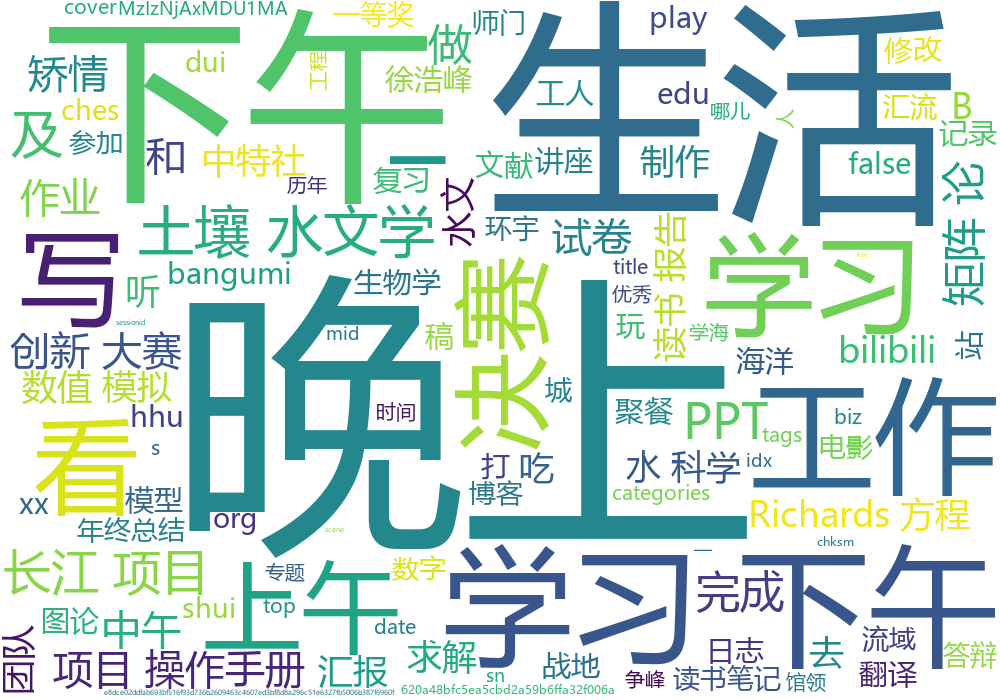 coverMzIzNjAxMDU1MA
下午
生活
一等奖
师门
play
做
修改
矫情
dui
工程
徐浩峰
工人
edu
哪儿
汇流
B
及
ches
参加
和
中特社
一
文献
讲座
制作
人
记录
false
作业
历年
复习
水文
环宇
试卷
论
写
土壤 水文学
学习
矩阵
听
bangumi
生物学
决赛
title
读书 报告
优秀
创新 大赛
mid
稿
玩
学海
key
sessionid
海洋
bilibili
站
数值 模拟
晚上
城
工作
看
hhu
时间
聚餐
PPT
tags
biz
电影
s
打
吃
水 科学
idx
xx
模型
博客
categories
年终总结
org
Richards 方程
scene
chksm
长江 项目
上午
专题
数字
学习 下午
一
完成
shui
top
date
图论
中午
求解
sn
战地
日志
去
流域
答辩
团队
项目 操作手册
汇报
争峰
读书笔记
馆领
翻译
e8dce02ddfab693bf516f93d736b2609463c4607ed3bf8d8a296c51e6327fb5006b387f6960f
620a48bfc5ea5cbd2a59b6ffa32f006a